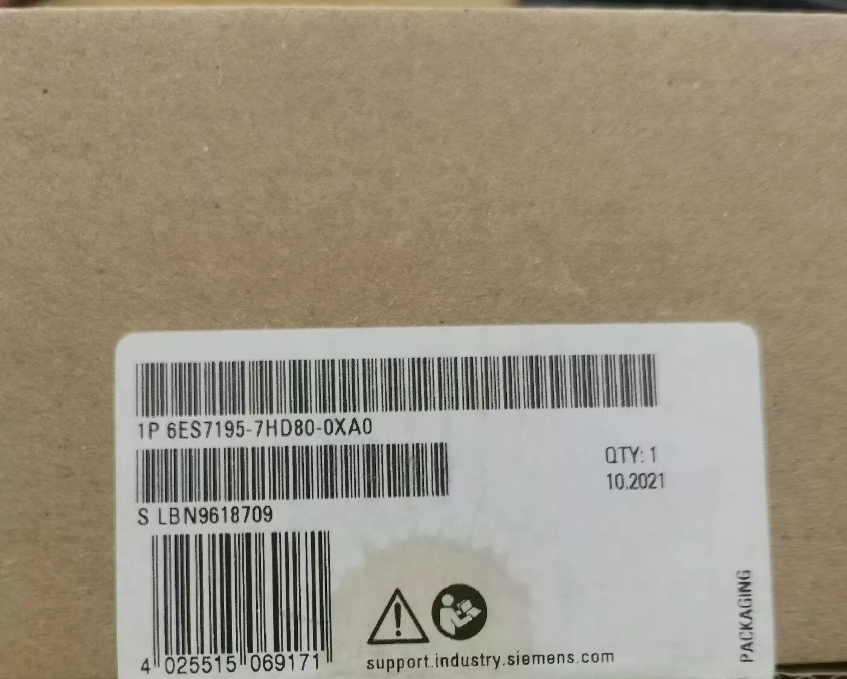 1P 6ES7195-7HD80-0XA0
QTY: 1
10.2021
S LBN9618709
4 025515 069171
support.industry.siemens.com
PACKAGING